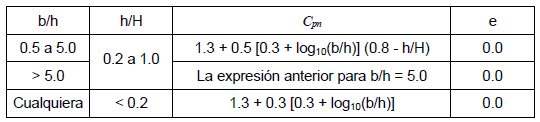 b/h h/H Cpn e
0.5 a 5.0 0.2 a 1.0 1.3 + 0.5 [0.3 + log10(b/h)] (0.8 - h/H) 0.0
> 5.0 La expresión anterior para b/h = 5.0 0.0
Cualquiera < 0.2 1.3 + 0.3 [0.3 + log10(b/h)] 0.0